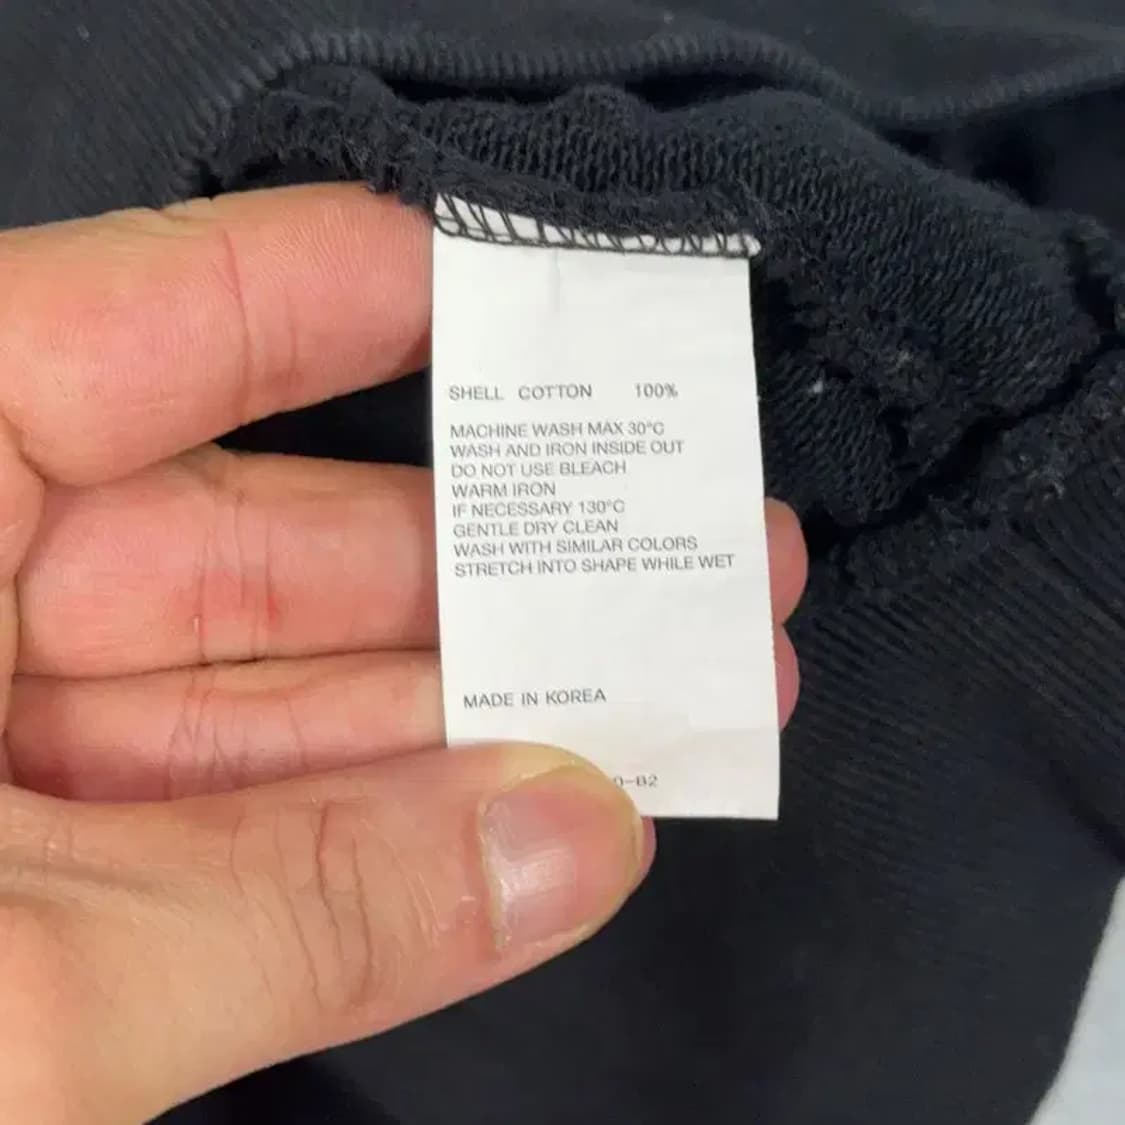 SHELL COTTON 100%
MACHINE WASH MAX 30°C
WASH AND IRON INSIDE OUT
DO NOT USE BLEACH
WARM IRON
IF NECESSARY 130°C
GENTLE DRY CLEAN
WASH WITH SIMILAR COLORS
STRETCH INTO SHAPE WHILE WET
MADE IN KOREA